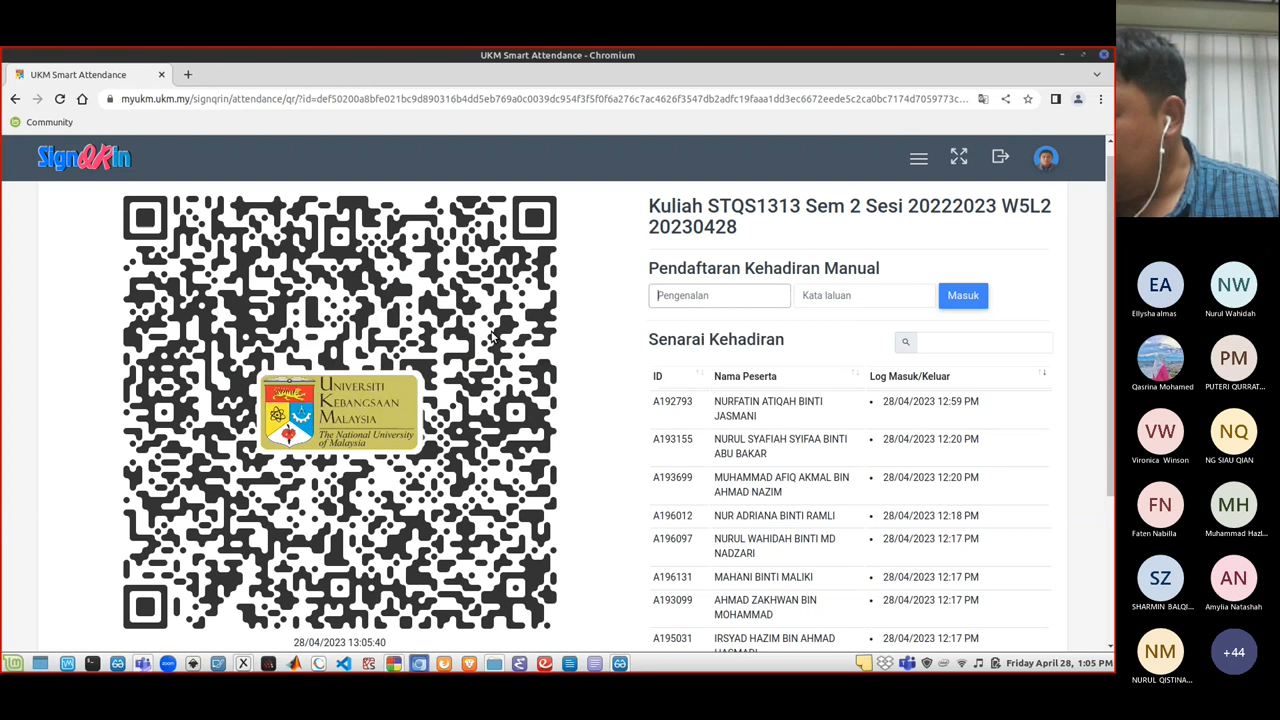 UKM Smart Attendance - Chromium
UKM Smart Attendance
myukm.ukm.my/signqrin/attendance/qr/?id=def50200a8bfe021bc9d890316b4dd5eb769a0c0039dc954f3f5f0f6a276c7ac4626f3547db2adfc19faaa1dd3ec6672eede5c2ca0bc7174d7059773c...
Community
SignQRin
UNIVERSITI
KEBANGSAAN
MALAYSIA
The National University
of Malaysia
28/04/2023 13:05:40
Kuliah STQS1313 Sem 2 Sesi 20222023 W5L2
20230428
Pendaftaran Kehadiran Manual
Pengenalan
Kata laluan
Masuk
Senarai Kehadiran
ID Nama Peserta Log Masuk/Keluar
A192793 NURFATIN ATIQAH BINTI • 28/04/2023 12:59 PM
JASMANI
A193155 NURUL SYAFIAH SYIFAA BINTI • 28/04/2023 12:20 PM
ABU BAKAR
A193699 MUHAMMAD AFIQ AKMAL BIN • 28/04/2023 12:20 PM
AHMAD NAZIM
A196012 NUR ADRIANA BINTI RAMLI • 28/04/2023 12:18 PM
A196097 NURUL WAHIDAH BINTI MD • 28/04/2023 12:17 PM
NADZARI
A196131 MAHANI BINTI MALIKI • 28/04/2023 12:17 PM
A193099 AHMAD ZAKHWAN BIN • 28/04/2023 12:17 PM
MOHAMMAD
A195031 IRSYAD HAZIM BIN AHMAD • 28/04/2023 12:17 PM
Friday April 28, 1:05 PM
EA
Ellysha almas
NW
Nurul Wahidah
Qasrina Mohamed
PM
PUTERI QURRAT...
VW
Vironica Winson
NQ
NG SIAU QIAN
FN
Faten Nabilla
MH
Muhammad Hazi...
SZ
SHARMIN BALQI...
AN
Amylia Natashah
NM
NURUL QISTINA...
+44